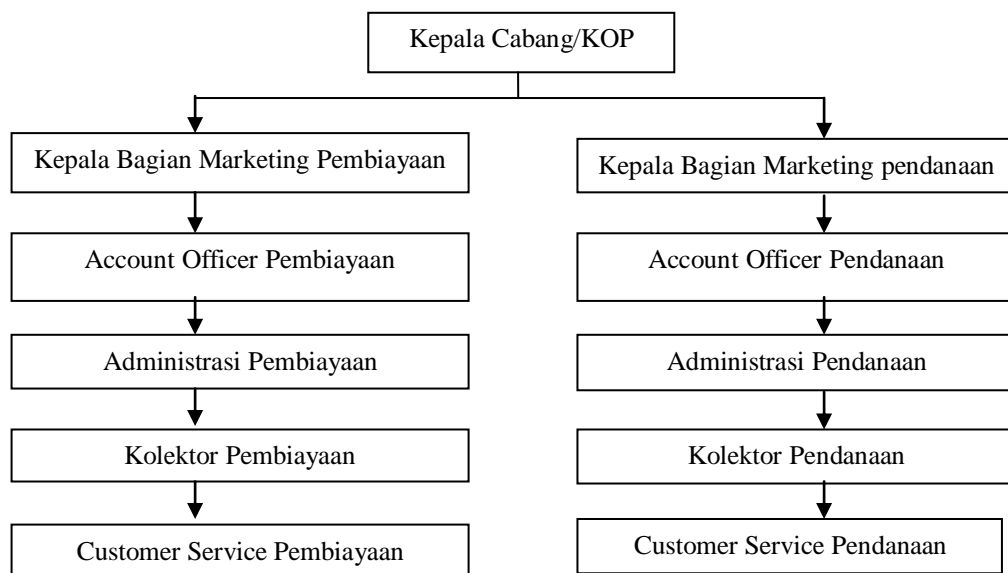 Kepala Cabang/KOP
Kepala Bagian Marketing Pembiayaan
Kepala Bagian Marketing pendanaan
Account Officer Pembiayaan
Account Officer Pendanaan
Administrasi Pembiayaan
Administrasi Pendanaan
Kolektor Pembiayaan
Kolektor Pendanaan
Customer Service Pembiayaan
Customer Service Pendanaan